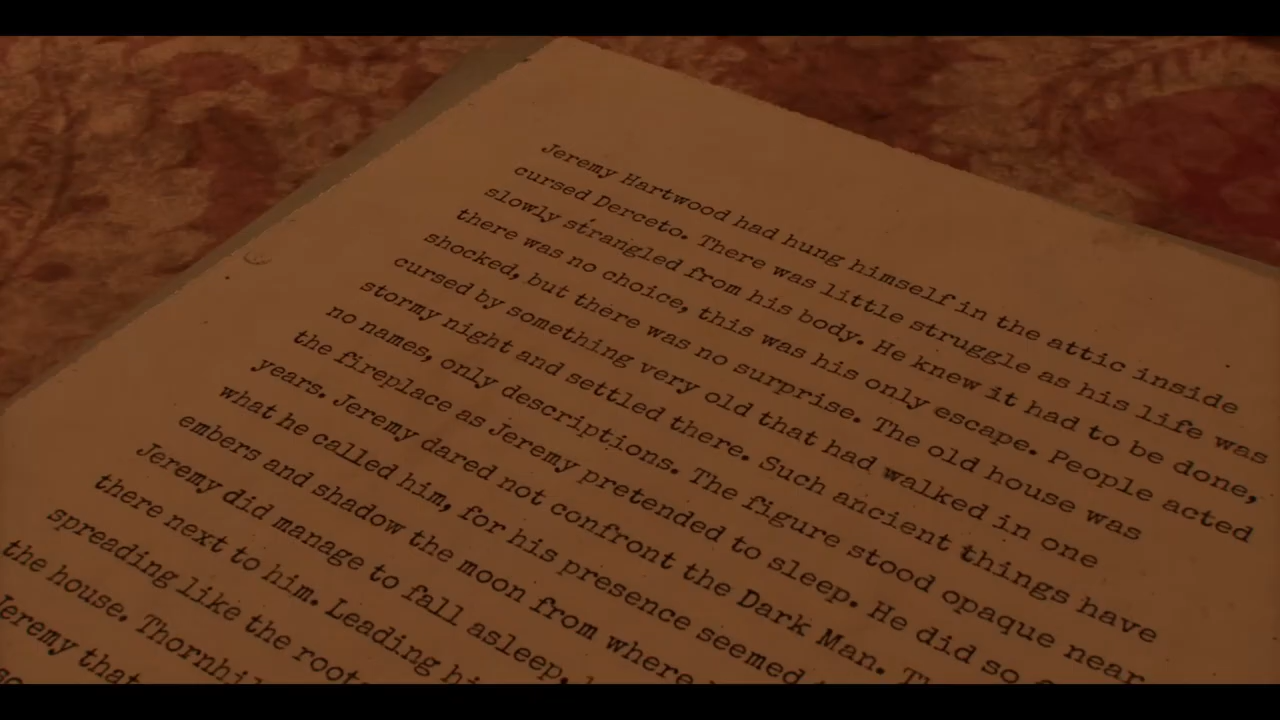 Jeremy Hartwood had hung himself in the attic inside
cursed Derceto. There was little struggle as his life was
slowly strangled from his body. He knew it had to be done,
there was no choice, this was his only escape. People acted
shocked, but there was no surprise. The old house was
cursed by something very old that had walked in one
stormy night and settled there. Such ancient things have
no names, only descriptions. The figure stood opaque near
the fireplace as Jeremy pretended to sleep. He did so
years. Jeremy dared not confront the Dark Man.
what he called him, for his presence seemed
embers and shadow the moon from where
Jeremy did manage to fall asleep,
there next to him. Leading
spreading like the roots
the house.
Jeremy that